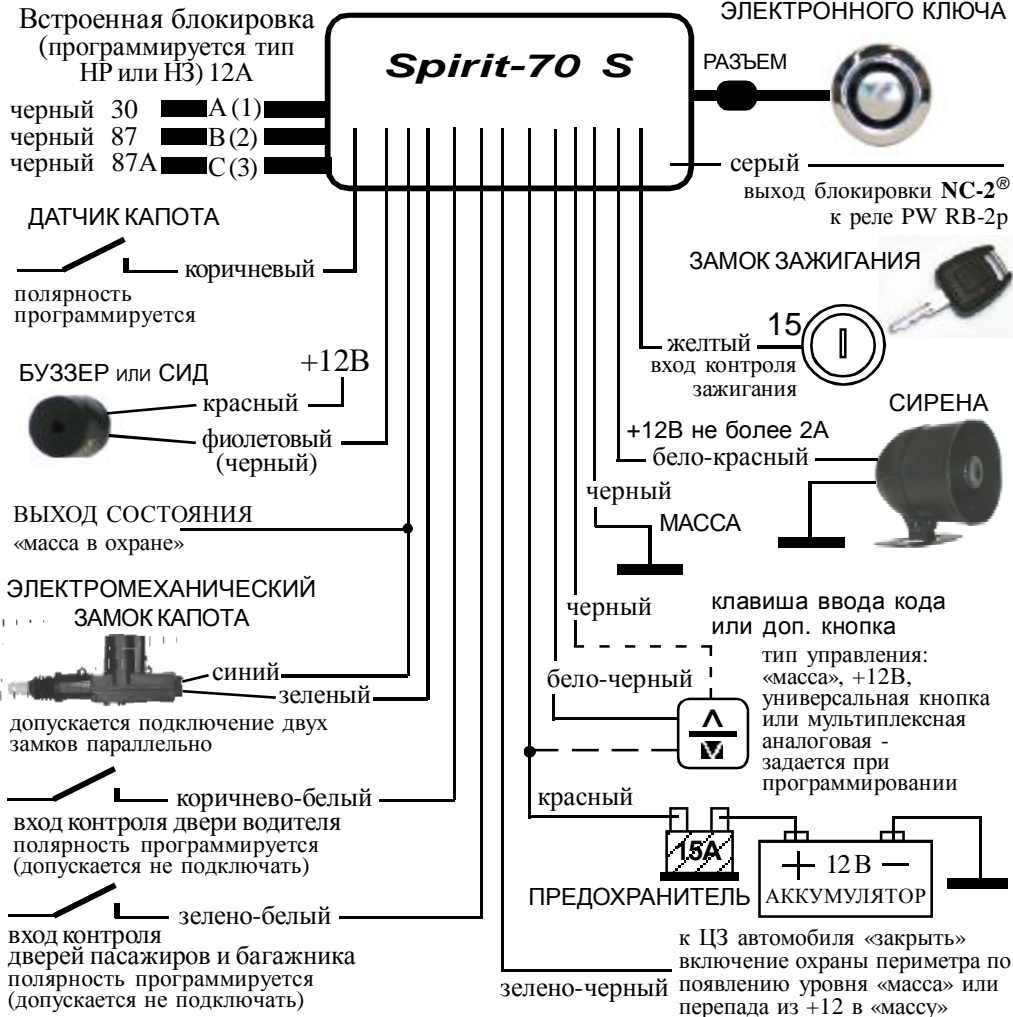 Встроенная блокировка
(программируется тип
НР или НЗ) 12А
черный 30 А (1)
черный 87 В (2)
черный 87А С (3)
Spirit-70 S
ЭЛЕКТРОННОГО КЛЮЧА
РАЗЪЕМ
серый
выход блокировки NC-2®
к реле PW RB-2p
ДАТЧИК КАПОТА
коричневый
полярность
программируется
ЗАМОК ЗАЖИГАНИЯ
15
желтый
вход контроля
зажигания
БУЗЗЕР или СИД
+12В
красный
фиолетовый
(черный)
СИРЕНА
+12В не более 2А
бело-красный
черный
МАССА
ВЫХОД СОСТОЯНИЯ
«масса в охране»
ЭЛЕКТРОМЕХАНИЧЕСКИЙ
ЗАМОК КАПОТА
синий
зеленый
допускается подключение двух
замков параллельно
черный
бело-черный
клавиша ввода кода
или доп. кнопка
тип управления:
«масса», +12В,
универсальная кнопка
или мультиплексная
аналоговая -
задается при
программировании
коричнево-белый
вход контроля двери водителя
полярность программируется
(допускается не подключать)
красный
15А
ПРЕДОХРАНИТЕЛЬ
+ 12 В —
АККУМУЛЯТОР
зелено-белый
вход контроля
дверей пасажиров и багажника
полярность программируется
(допускается не подключать)
зелено-черный
к ЦЗ автомобиля «закрыть»
включение охраны периметра по
появлению уровня «масса» или
перепада из +12 в «массу»